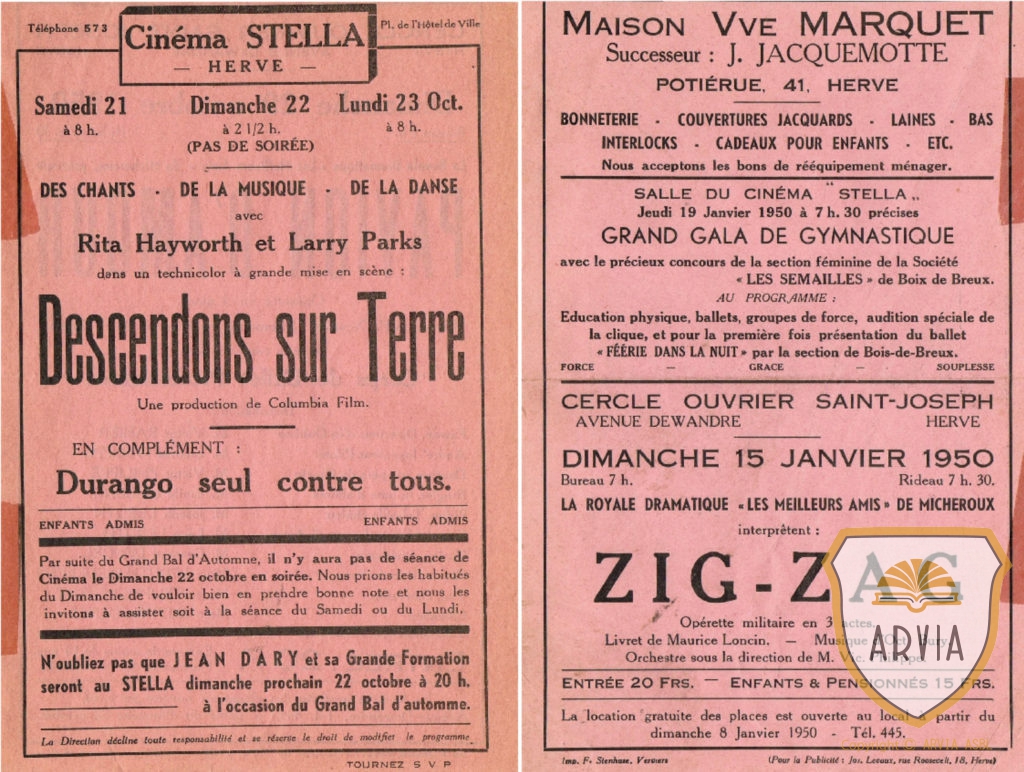 Téléphone 573
Cinéma STELLA
— HERVE —
Pl. de l'Hôtel de Ville
Samedi 21 Dimanche 22 Lundi 23 Oct.
à 8 h. à 2 1/2 h. à 8 h.
(PAS DE SOIRÉE)
DES CHANTS - DE LA MUSIQUE - DE LA DANSE
avec
Rita Hayworth et Larry Parks
dans un technicolor à grande mise en scène :
Descendons sur Terre
Une production de Columbia Film.
EN COMPLÉMENT :
Durango seul contre tous.
ENFANTS ADMIS ENFANTS ADMIS
Par suite du Grand Bal d'Automne, il n'y aura pas de séance de
Cinéma le Dimanche 22 octobre en soirée. Nous prions les habitués
du Dimanche de vouloir bien en prendre bonne note et nous les
invitons à assister soit à la séance du Samedi ou du Lundi.
N'oubliez pas que JEAN DARY et sa Grande Formation
seront au STELLA dimanche prochain 22 octobre à 20 h.
à l'occasion du Grand Bal d'automne.
La Direction décline toute responsabilité et se réserve le droit de modifier le programme
TOURNEZ S V P
MAISON VVE MARQUET
Successeur : J. JACQUEMOTTE
POTIÉRUE, 41, HERVE
BONNETERIE - COUVERTURES JACQUARDS - LAINES - BAS
INTERLOCKS - CADEAUX POUR ENFANTS - ETC.
Nous acceptons les bons de rééquipement ménager.
SALLE DU CINÉMA "STELLA„
Jeudi 19 Janvier 1950 à 7 h. 30 précises
GRAND GALA DE GYMNASTIQUE
avec le précieux concours de la section féminine de la Société
« LES SEMAILLES » de Boix de Breux.
AU PROGRAMME :
Education physique, ballets, groupes de force, audition spéciale de
la clique, et pour la première fois présentation du ballet
« FÉERIE DANS LA NUIT » par la section de Bois-de-Breux.
FORCE — GRACE — SOUPLESSE
CERCLE OUVRIER SAINT-JOSEPH
AVENUE DEWANDRE HERVE
DIMANCHE 15 JANVIER 1950
Bureau 7 h. Rideau 7 h. 30.
LA ROYALE DRAMATIQUE «LES MEILLEURS AMIS» DE MICHEROUX
interprètent :
ZIG-ZAG
Opérette militaire en 3 actes.
Livret de Maurice Loncin. — Musique d'Oct.
Orchestre sous la direction de M. Vic.
ENTRÉE 20 FRS. — ENFANTS & PENSIONNÉS 15 FRS.
La location gratuite des places est ouverte au local à partir du
dimanche 8 Janvier 1950 - Tél. 445.
Imp. F. Stenhuse, Verviers (Pour la Publicité : Jos. Lecaux, rue Roosevelt, 18, Herve)
ARVIA